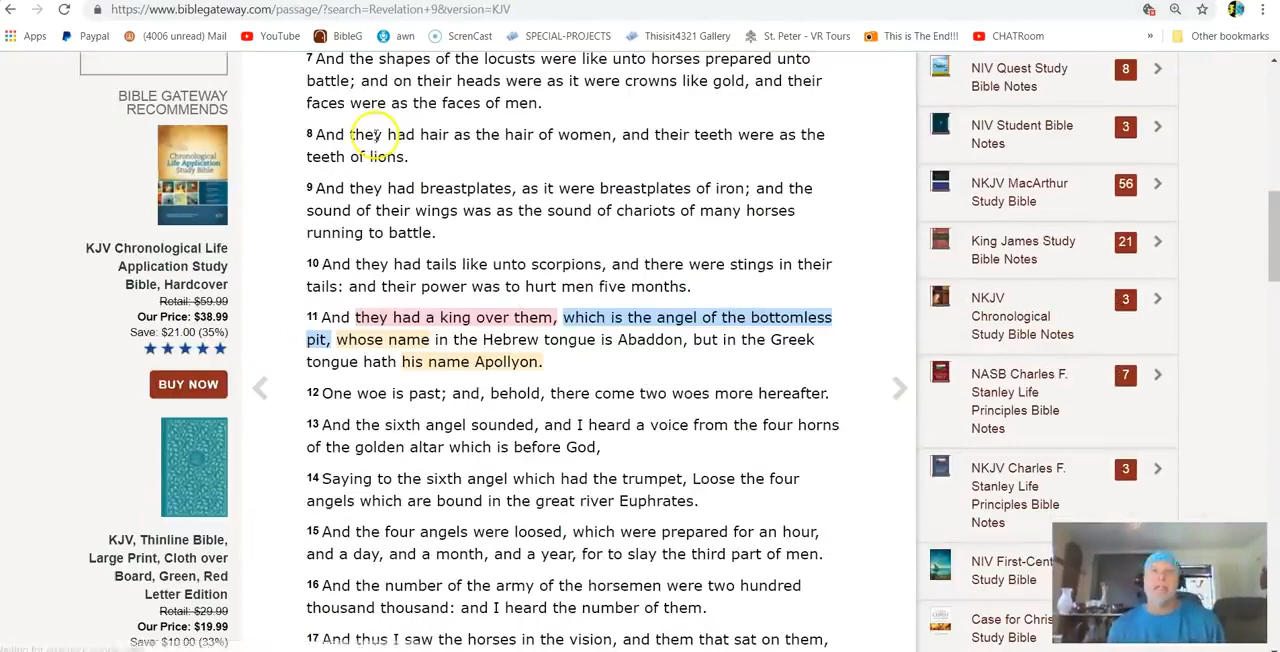 https://www.biblegateway.com/passage/?search=Revelation+9&version=KJV
Apps
Paypal
(4006 unread) Mail
YouTube
BibleG
awn
ScrenCast
SPECIAL-PROJECTS
Thisisit4321 Gallery
St. Peter - VR Tours
This is The End!!!
CHATRoom
»
Other bookmarks
BIBLE GATEWAY
RECOMMENDS
KJV Chronological Life
Application Study
Bible, Hardcover
Retail: $59.99
Our Price: $38.99
Save: $21.00 (35%)
BUY NOW
KJV, Thinline Bible,
Large Print, Cloth over
Board, Green, Red
Letter Edition
Retail: $29.99
Our Price: $19.99
Save: $10.00 (33%)
7 And the shapes of the locusts were like unto horses prepared unto
battle; and on their heads were as it were crowns like gold, and their
faces were as the faces of men.
8 And they had hair as the hair of women, and their teeth were as the
teeth of lions.
9 And they had breastplates, as it were breastplates of iron; and the
sound of their wings was as the sound of chariots of many horses
running to battle.
10 And they had tails like unto scorpions, and there were stings in their
tails: and their power was to hurt men five months.
11 And they had a king over them, which is the angel of the bottomless
pit, whose name in the Hebrew tongue is Abaddon, but in the Greek
tongue hath his name Apollyon.
12 One woe is past; and, behold, there come two woes more hereafter.
13 And the sixth angel sounded, and I heard a voice from the four horns
of the golden altar which is before God,
14 Saying to the sixth angel which had the trumpet, Loose the four
angels which are bound in the great river Euphrates.
15 And the four angels were loosed, which were prepared for an hour,
and a day, and a month, and a year, for to slay the third part of men.
16 And the number of the army of the horsemen were two hundred
thousand thousand: and I heard the number of them.
17 And thus I saw the horses in the vision, and them that sat on them,
NIV Quest Study
Bible Notes
8
NIV Student Bible
Notes
3
NKJV MacArthur
Study Bible
56
King James Study
Bible Notes
21
NKJV
Chronological
Study Bible Notes
3
NASB Charles F.
Stanley Life
Principles Bible
Notes
7
NKJV Charles F.
Stanley Life
Principles Bible
Notes
3
NIV First-Cent
Study Bible
Case for Chris
Study Bible